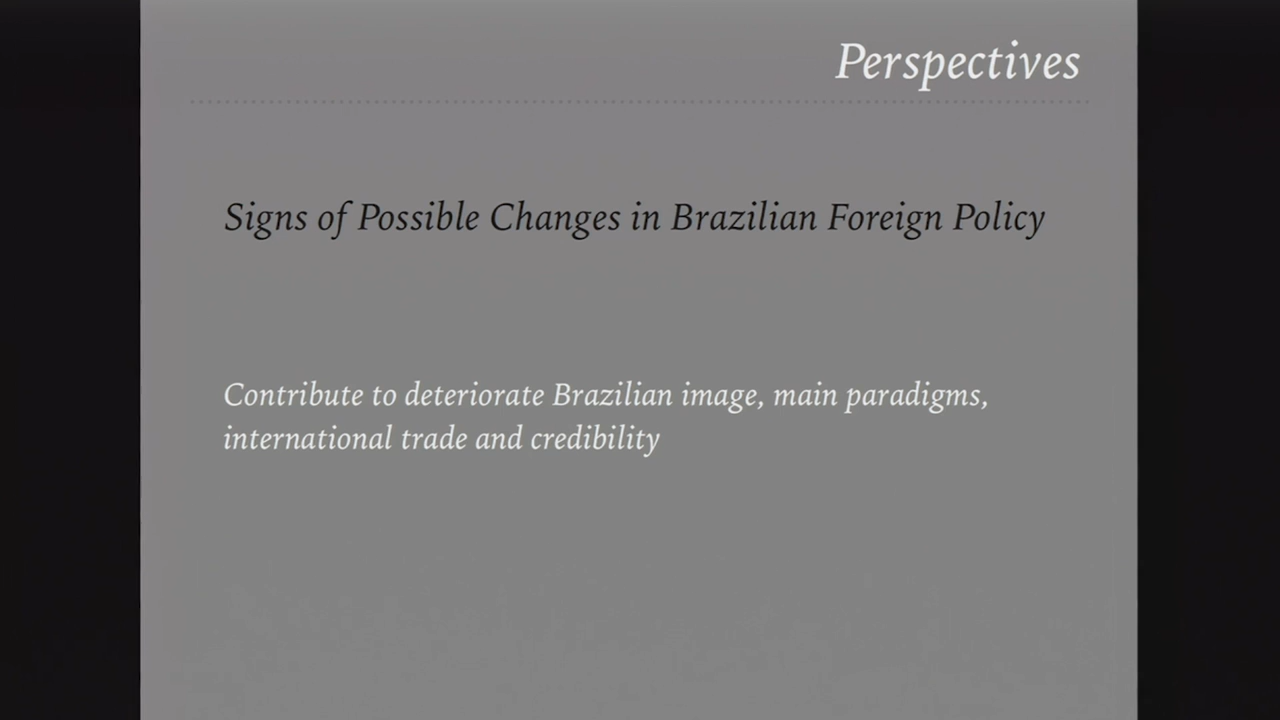 Perspectives
Signs of Possible Changes in Brazilian Foreign Policy
Contribute to deteriorate Brazilian image, main paradigms,
international trade and credibility